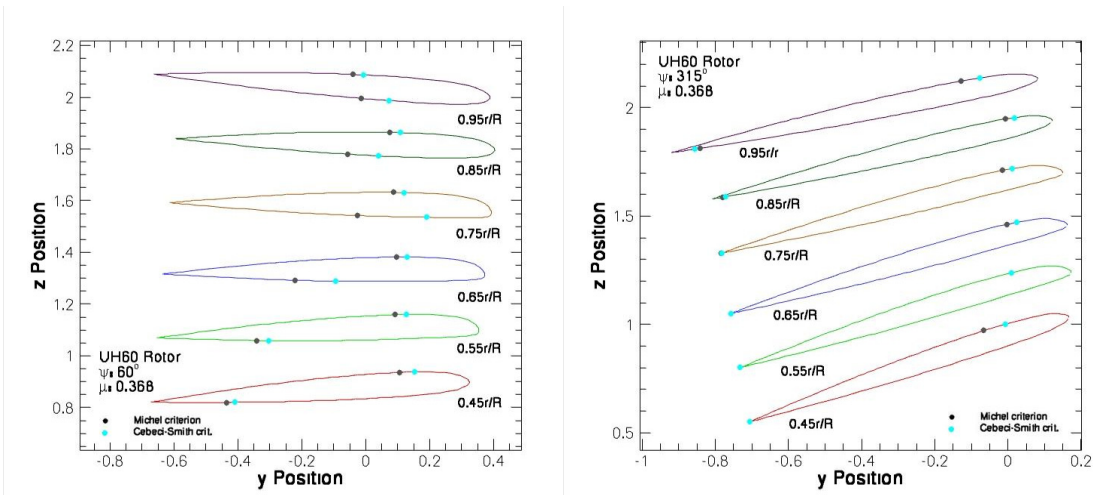 2.2
2
1.8
1.6
1.4
1.2
1
0.8
z Position
0.95r/R
0.85r/R
0.75r/R
0.65r/R
0.55r/R
0.45r/R
UH60 Rotor
ψ= 60°
μ= 0.368
Michel criterion
Cebeci-Smith crit.
-0.8 -0.6 -0.4 -0.2 0 0.2 0.4
y Position
UH60 Rotor
ψ= 315°
μ= 0.368
2
1.5
1
0.5
z Position
0.95r/r
0.85r/R
0.75r/R
0.65r/R
0.55r/R
0.45r/R
Michel criterion
Cebeci-Smith crit.
-1 -0.8 -0.6 -0.4 -0.2 0 0.2
y Position